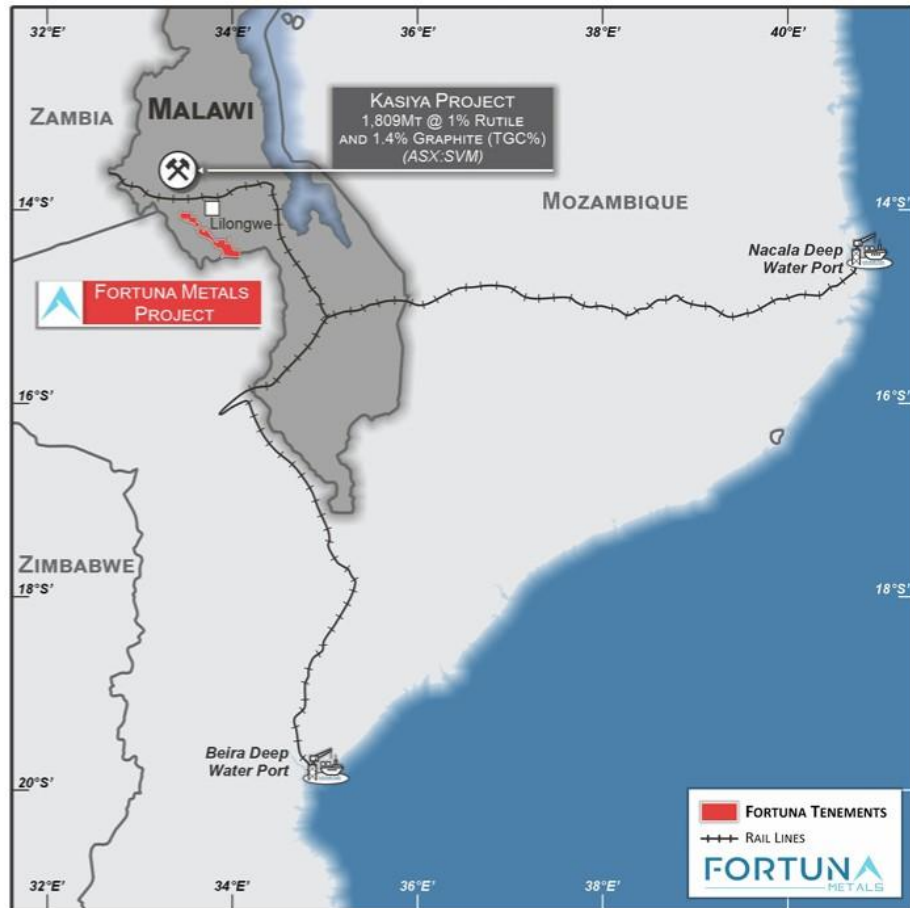 32°E'
34°E'
36°E'
38°E'
40°E'
ZAMBIA
MALAWI
KASIYA PROJECT
1,809MT @ 1% RUTILE
AND 1.4% GRAPHITE (TGC%)
(ASX:SVM)
14°S'
Lilongwe
MOZAMBIQUE
14°S'
Nacala Deep
Water Port
FORTUNA METALS
PROJECT
16°S'
16°S'
ZIMBABWE
18°S'
18°S'
Beira Deep
Water Port
20°S'
FORTUNA TENEMENTS
RAIL LINES
FORTUNA
METALS
32°E'
34°E'
36°E'
38°E'
40°E'